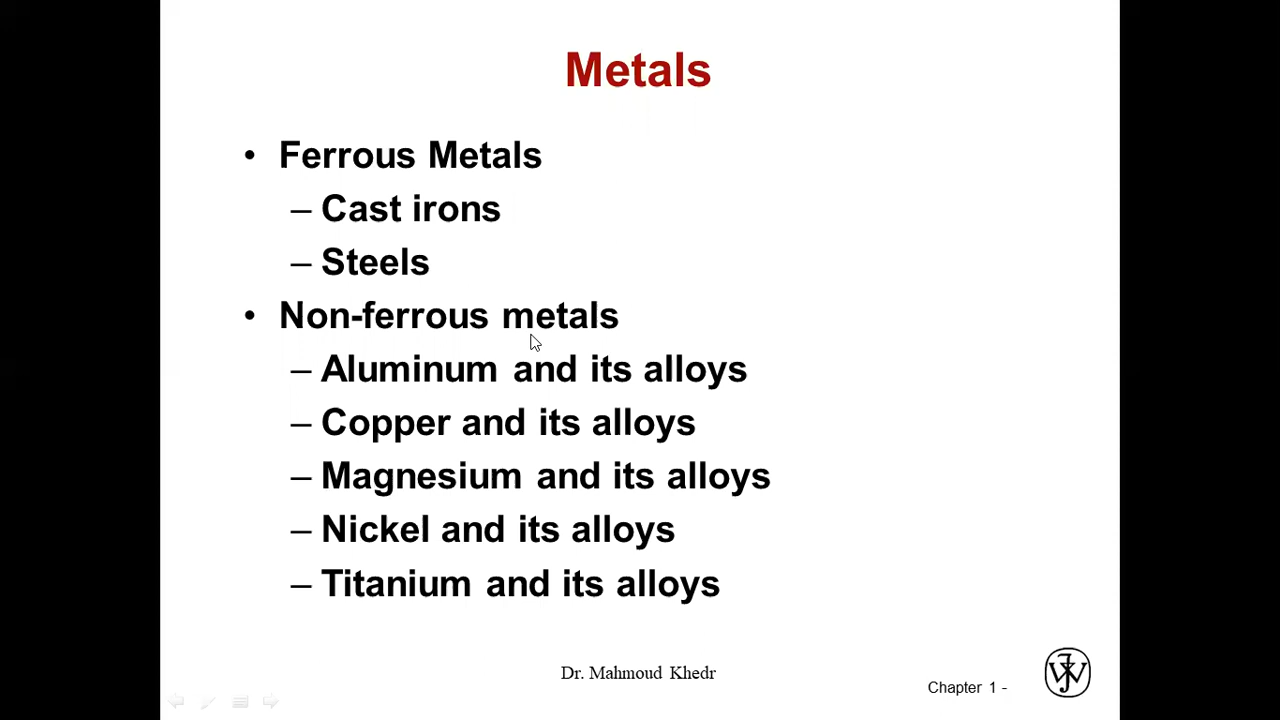 Metals
• Ferrous Metals
– Cast irons
– Steels
• Non-ferrous metals
– Aluminum and its alloys
– Copper and its alloys
– Magnesium and its alloys
– Nickel and its alloys
– Titanium and its alloys
Dr. Mahmoud Khedr
Chapter 1 -